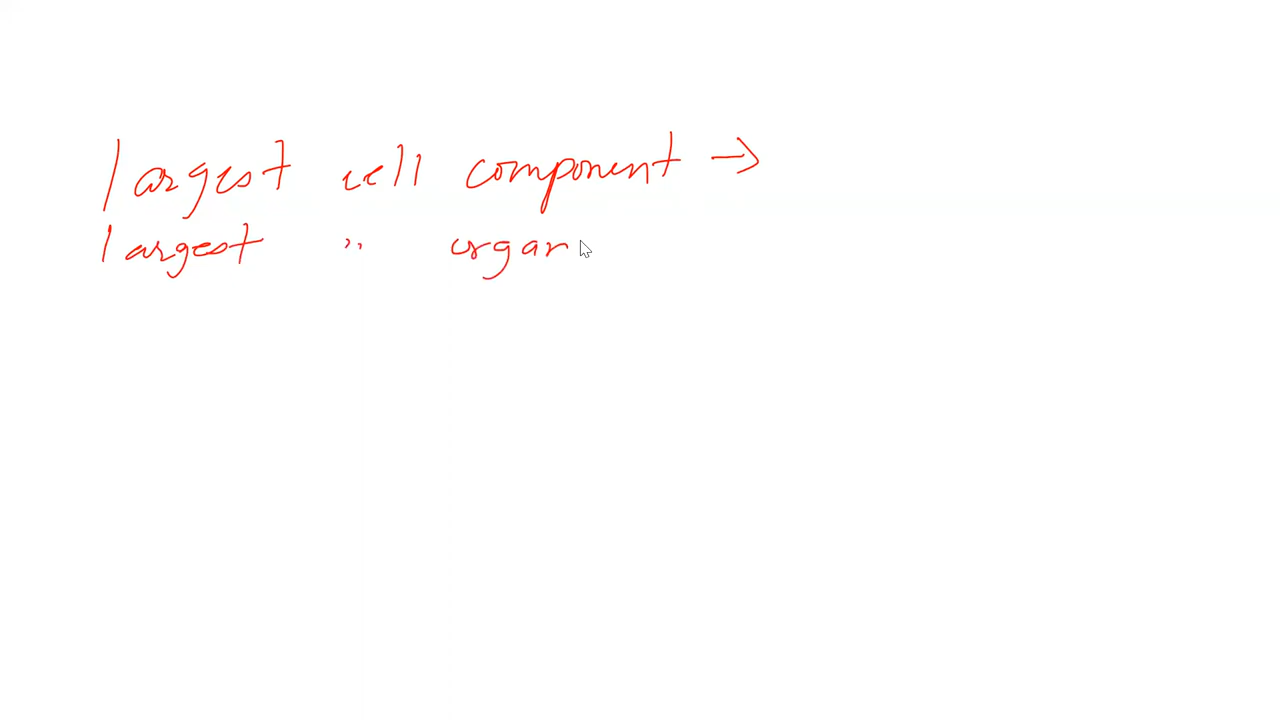 largest cell component →
largest " organ